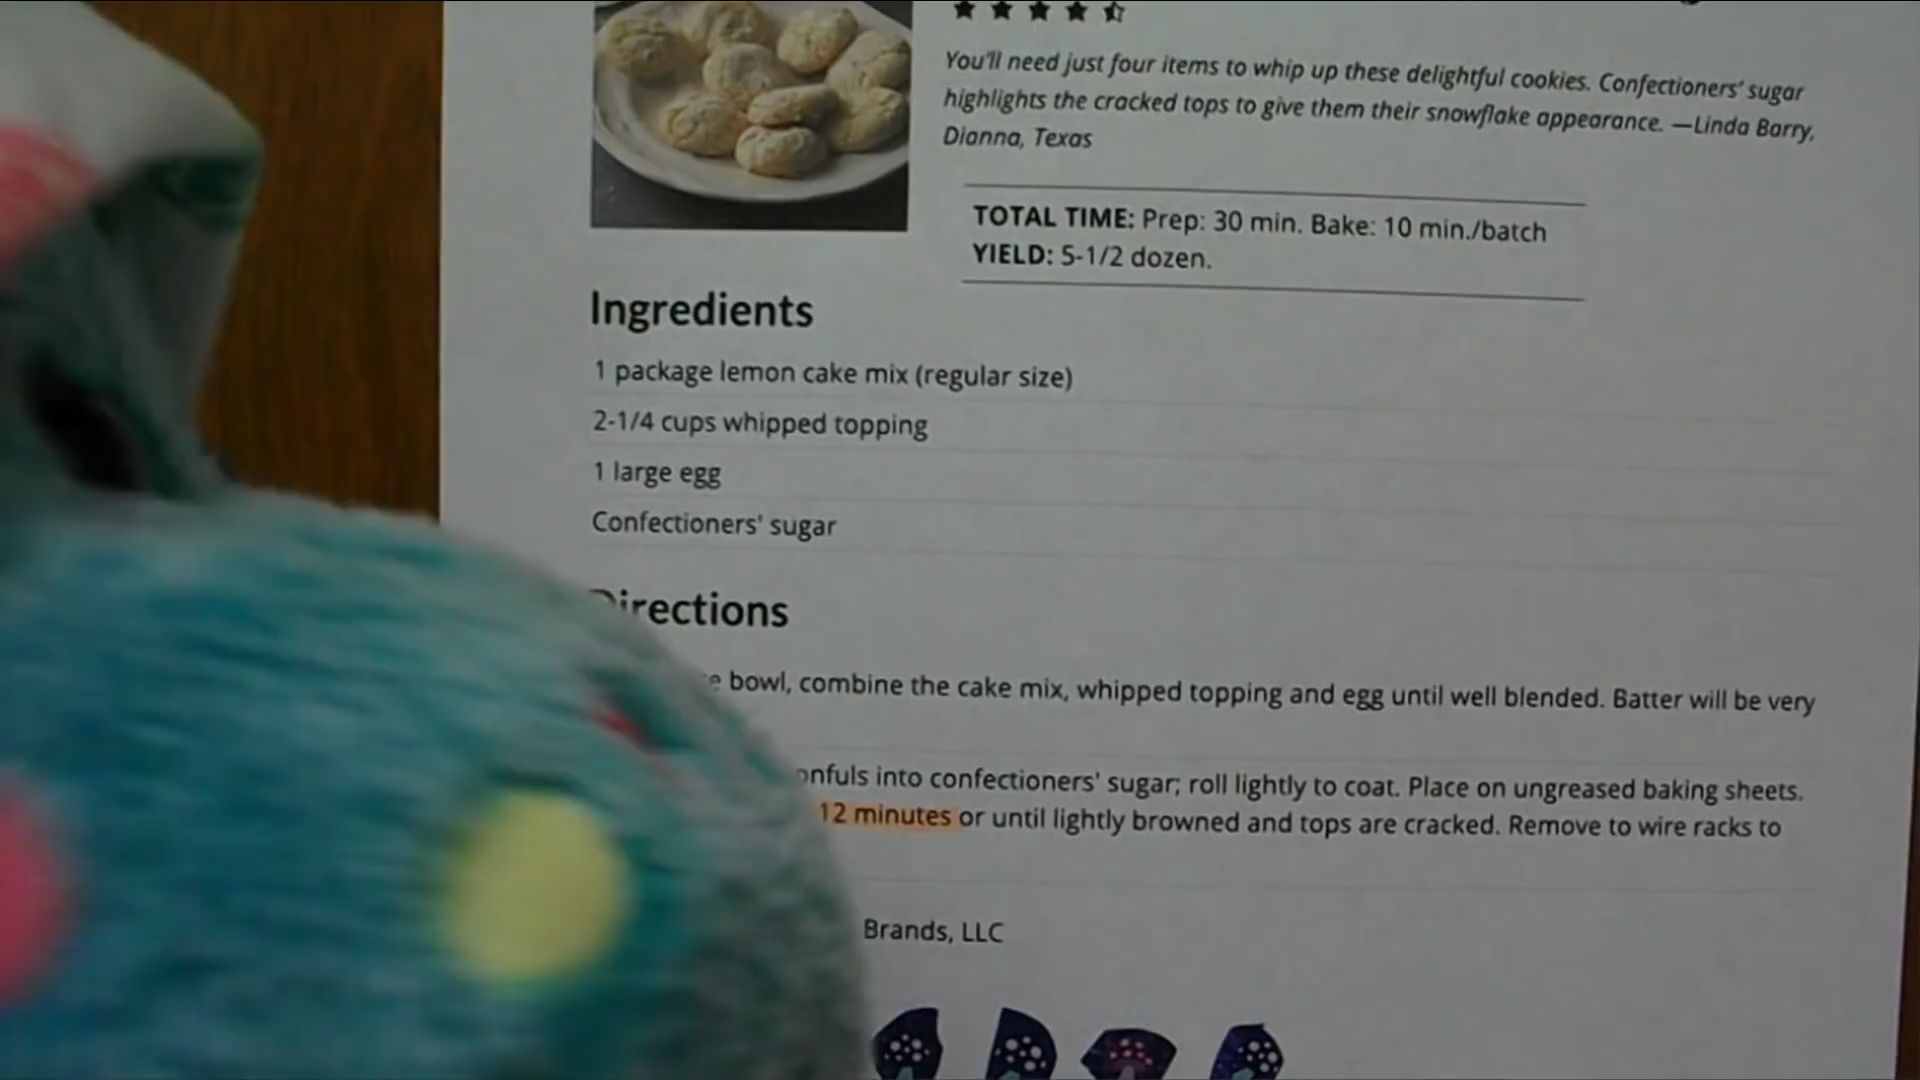 You'll need just four items to whip up these delightful cookies. Confectioners' sugar
highlights the cracked tops to give them their snowflake appearance. —Linda Barry,
Dianna, Texas
TOTAL TIME: Prep: 30 min. Bake: 10 min./batch
YIELD: 5-1/2 dozen.
Ingredients
1 package lemon cake mix (regular size)
2-1/4 cups whipped topping
1 large egg
Confectioners' sugar
Directions
bowl, combine the cake mix, whipped topping and egg until well blended. Batter will be very
onfuls into confectioners' sugar; roll lightly to coat. Place on ungreased baking sheets.
12 minutes or until lightly browned and tops are cracked. Remove to wire racks to
Brands, LLC